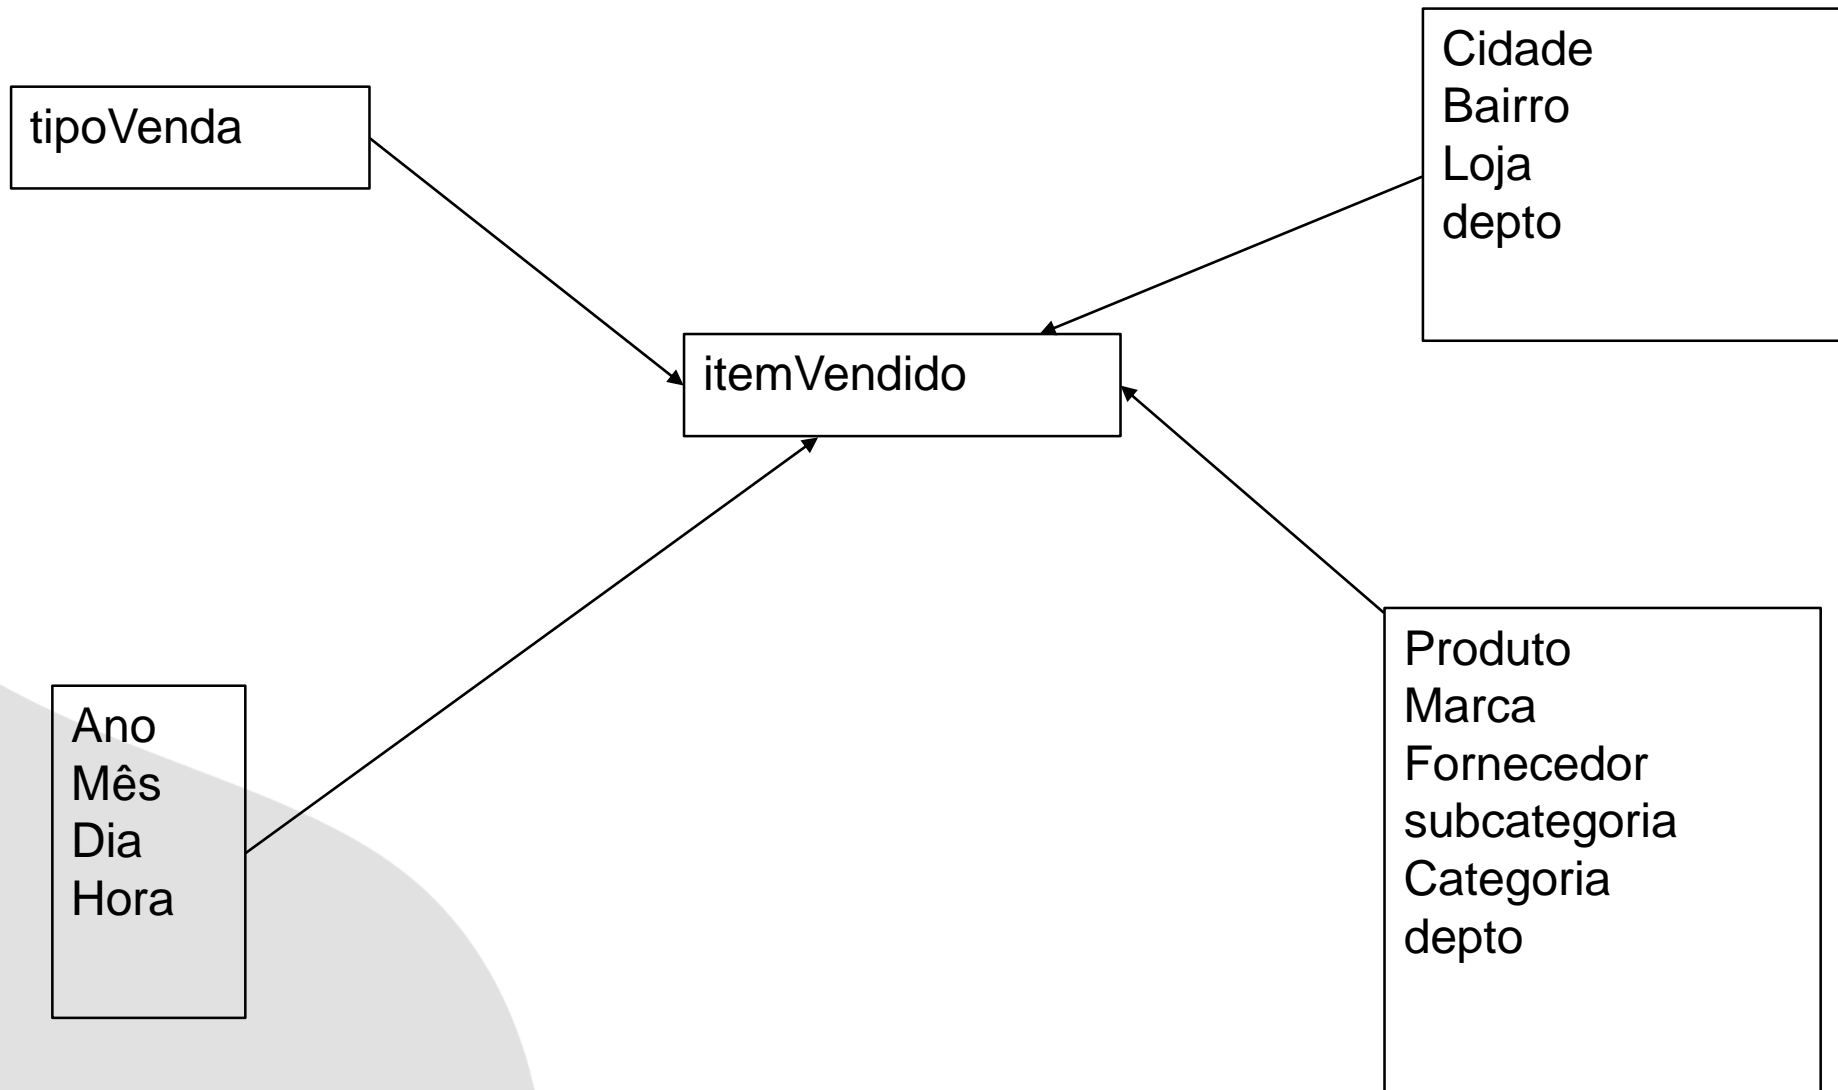 tipoVenda
Cidade
Bairro
Loja
depto
itemVendido
Ano
Mês
Dia
Hora
Produto
Marca
Fornecedor
subcategoria
Categoria
depto